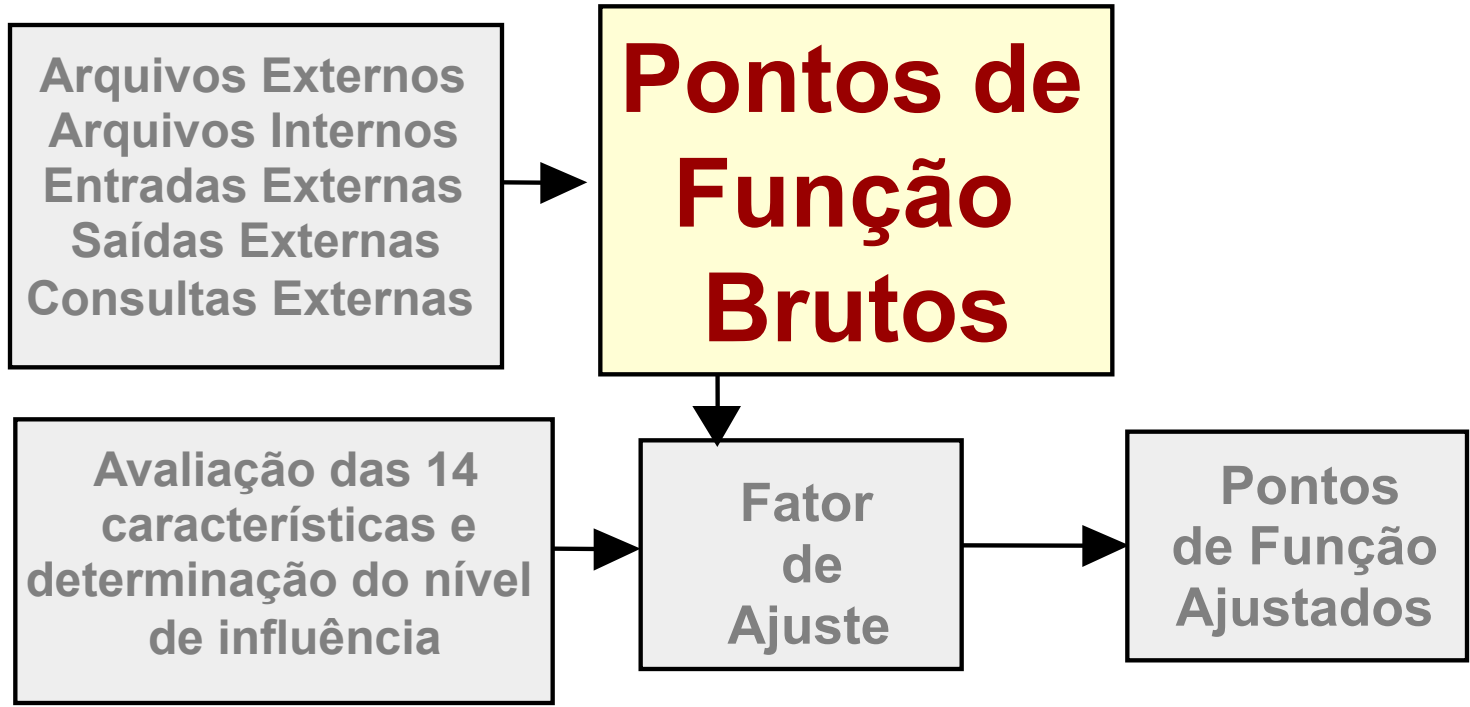 Arquivos Externos
Arquivos Internos
Entradas Externas
Saídas Externas
Consultas Externas
Pontos de
Função
Brutos
Avaliação das 14
características e
determinação do nível
de influência
Fator
de
Ajuste
Pontos
de Função
Ajustados